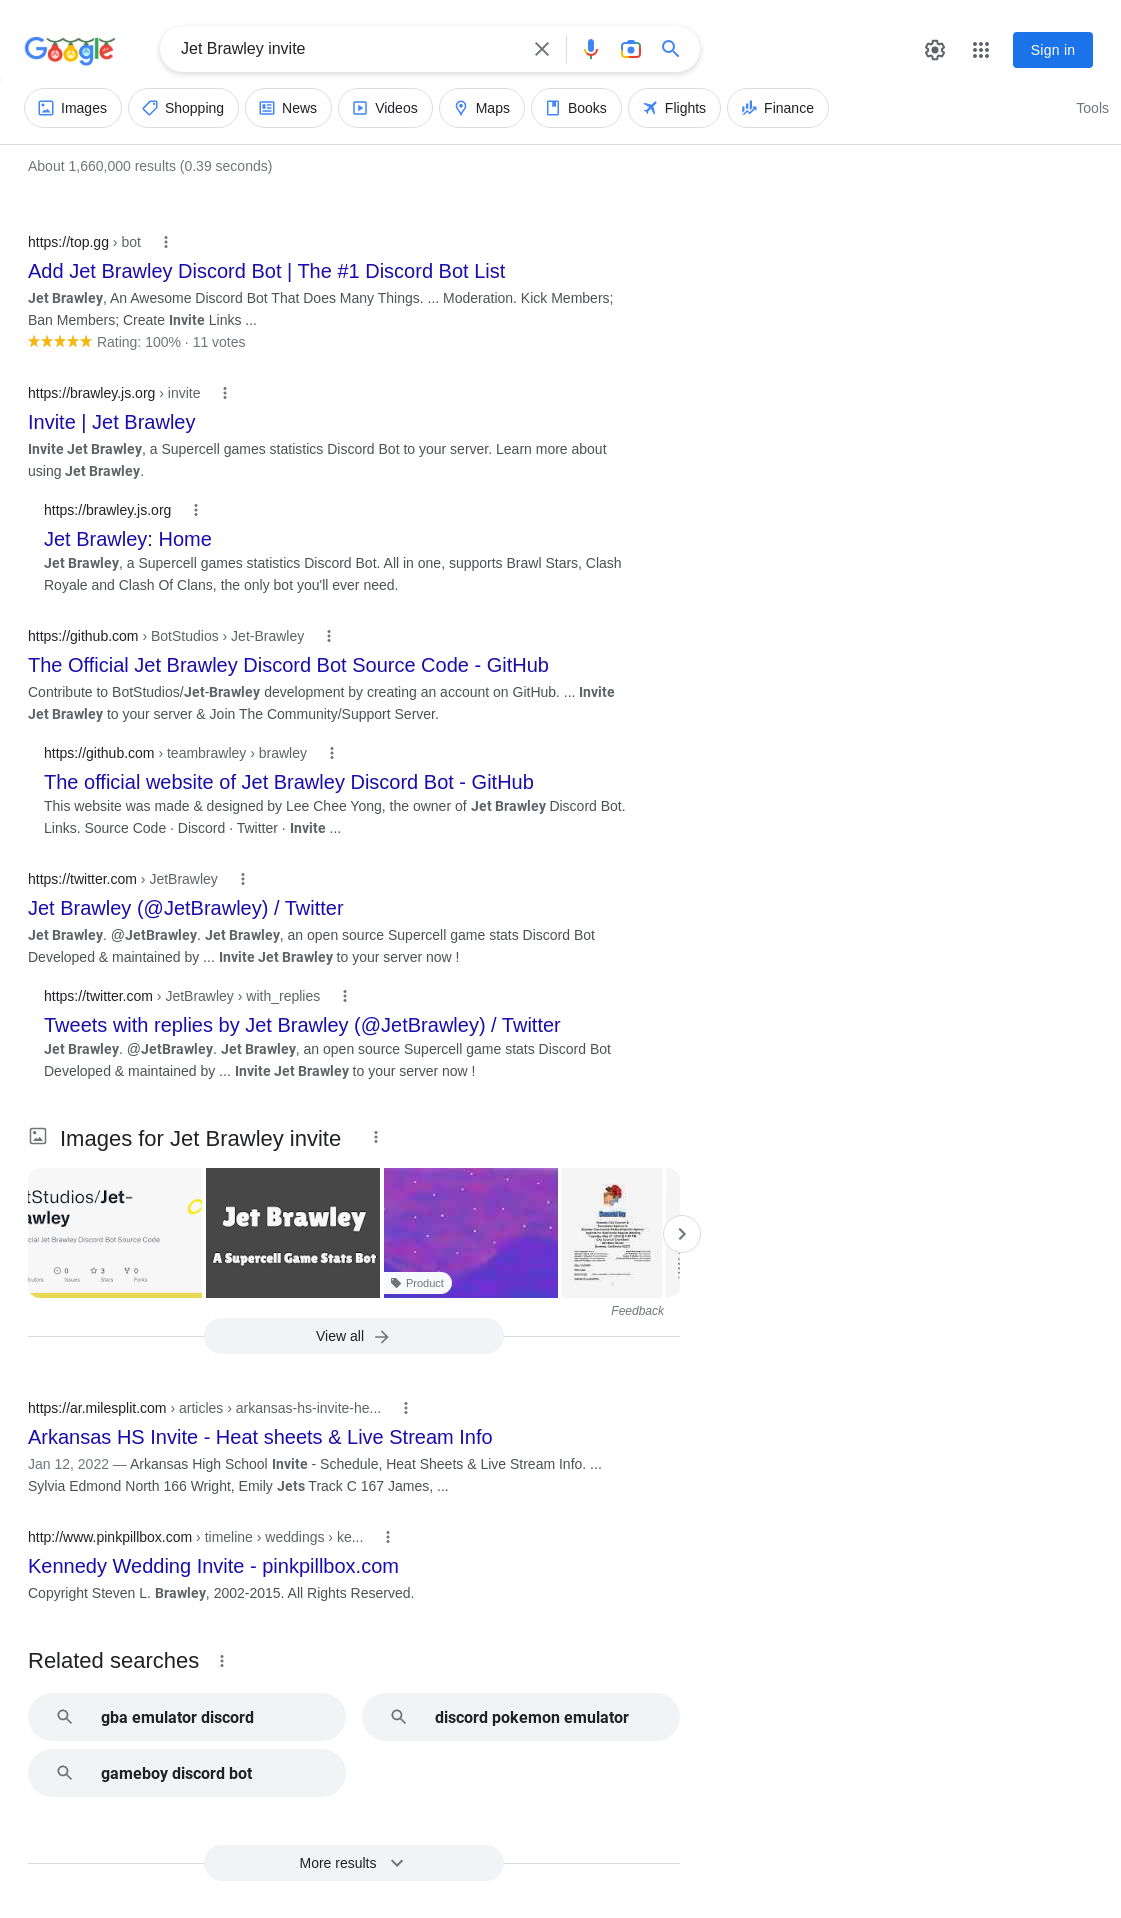 Google
Jet Brawley invite
Sign in
Images
Shopping
News
Videos
Maps
Books
Flights
Finance
Tools
About 1,660,000 results (0.39 seconds)
https://top.gg › bot
Add Jet Brawley Discord Bot | The #1 Discord Bot List
Jet Brawley, An Awesome Discord Bot That Does Many Things. ... Moderation. Kick Members;
Ban Members; Create Invite Links ...
Rating: 100% · 11 votes
https://brawley.js.org › invite
Invite | Jet Brawley
Invite Jet Brawley, a Supercell games statistics Discord Bot to your server. Learn more about
using Jet Brawley.
https://brawley.js.org
Jet Brawley: Home
Jet Brawley, a Supercell games statistics Discord Bot. All in one, supports Brawl Stars, Clash
Royale and Clash Of Clans, the only bot you'll ever need.
https://github.com › BotStudios › Jet-Brawley
The Official Jet Brawley Discord Bot Source Code - GitHub
Contribute to BotStudios/Jet-Brawley development by creating an account on GitHub. ... Invite
Jet Brawley to your server & Join The Community/Support Server.
https://github.com › teambrawley › brawley
The official website of Jet Brawley Discord Bot - GitHub
This website was made & designed by Lee Chee Yong, the owner of Jet Brawley Discord Bot.
Links. Source Code · Discord · Twitter · Invite ...
https://twitter.com › JetBrawley
Jet Brawley (@JetBrawley) / Twitter
Jet Brawley. @JetBrawley. Jet Brawley, an open source Supercell game stats Discord Bot
Developed & maintained by ... Invite Jet Brawley to your server now !
https://twitter.com › JetBrawley › with_replies
Tweets with replies by Jet Brawley (@JetBrawley) / Twitter
Jet Brawley. @JetBrawley. Jet Brawley, an open source Supercell game stats Discord Bot
Developed & maintained by ... Invite Jet Brawley to your server now !
Images for Jet Brawley invite
tStudios/Jet-
awley
cial Jet Brawley Discord Bot Source Code
0 3 0
Issues Stars Forks
Jet Brawley
A Supercell Game Stats Bot
Product
Feedback
View all
https://ar.milesplit.com › articles › arkansas-hs-invite-he...
Arkansas HS Invite - Heat sheets & Live Stream Info
Jan 12, 2022 — Arkansas High School Invite - Schedule, Heat Sheets & Live Stream Info. ...
Sylvia Edmond North 166 Wright, Emily Jets Track C 167 James, ...
http://www.pinkpillbox.com › timeline › weddings › ke...
Kennedy Wedding Invite - pinkpillbox.com
Copyright Steven L. Brawley, 2002-2015. All Rights Reserved.
Related searches
gba emulator discord
discord pokemon emulator
gameboy discord bot
More results